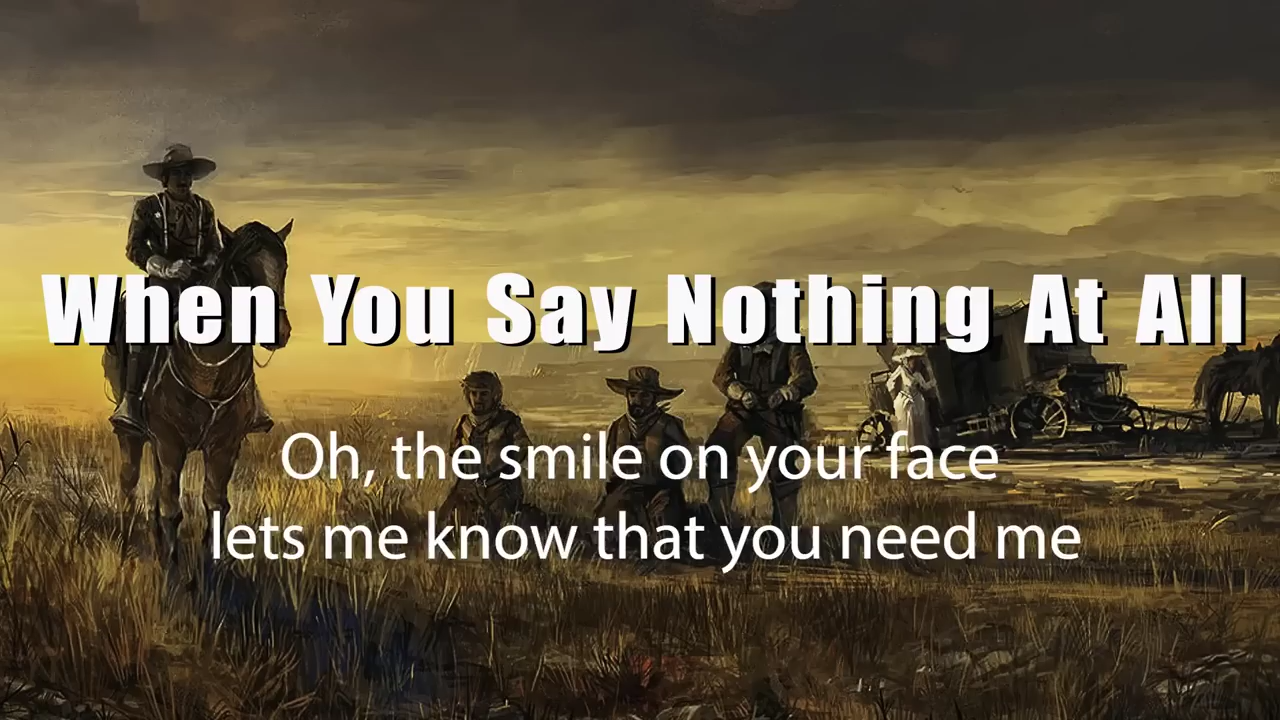 When You Say Nothing At All
Oh, the smile on your face
lets me know that you need me